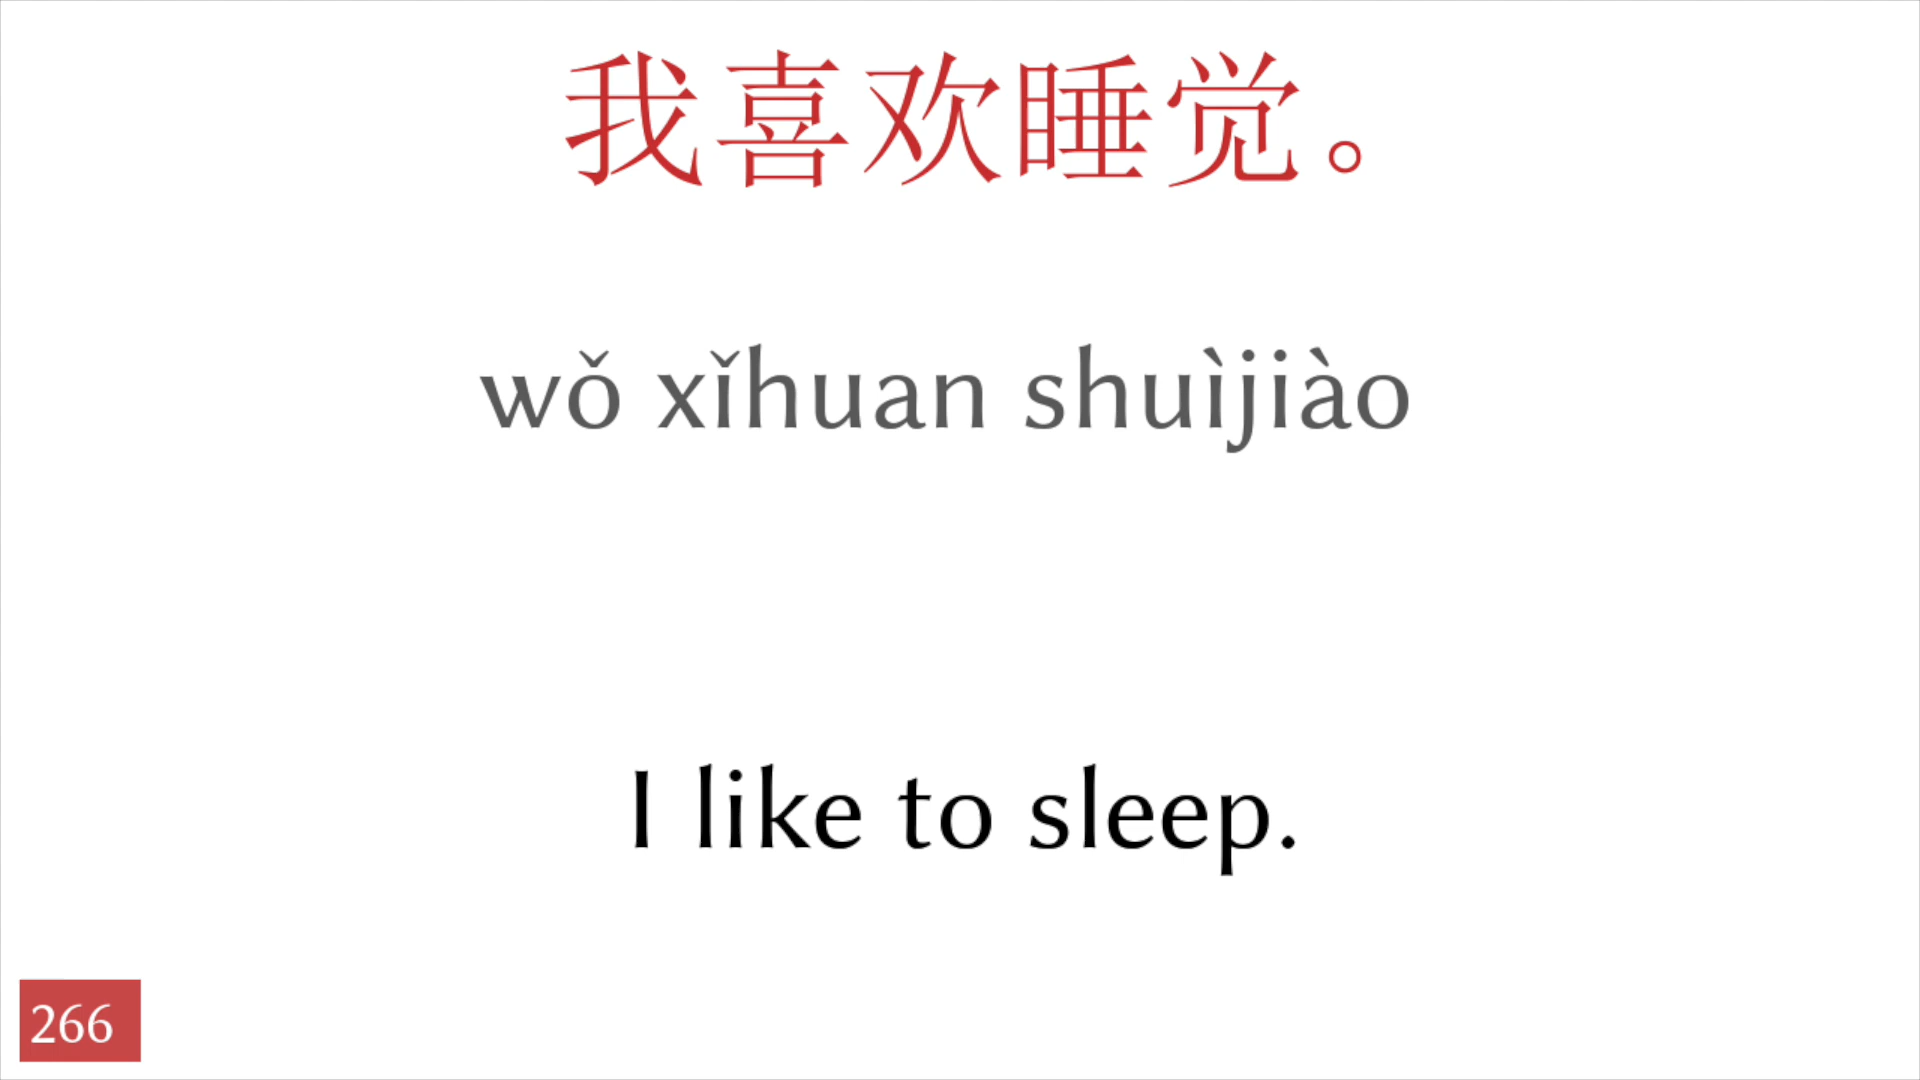 我喜欢睡觉。
wǒ xǐhuan shuìjiào
I like to sleep.
266